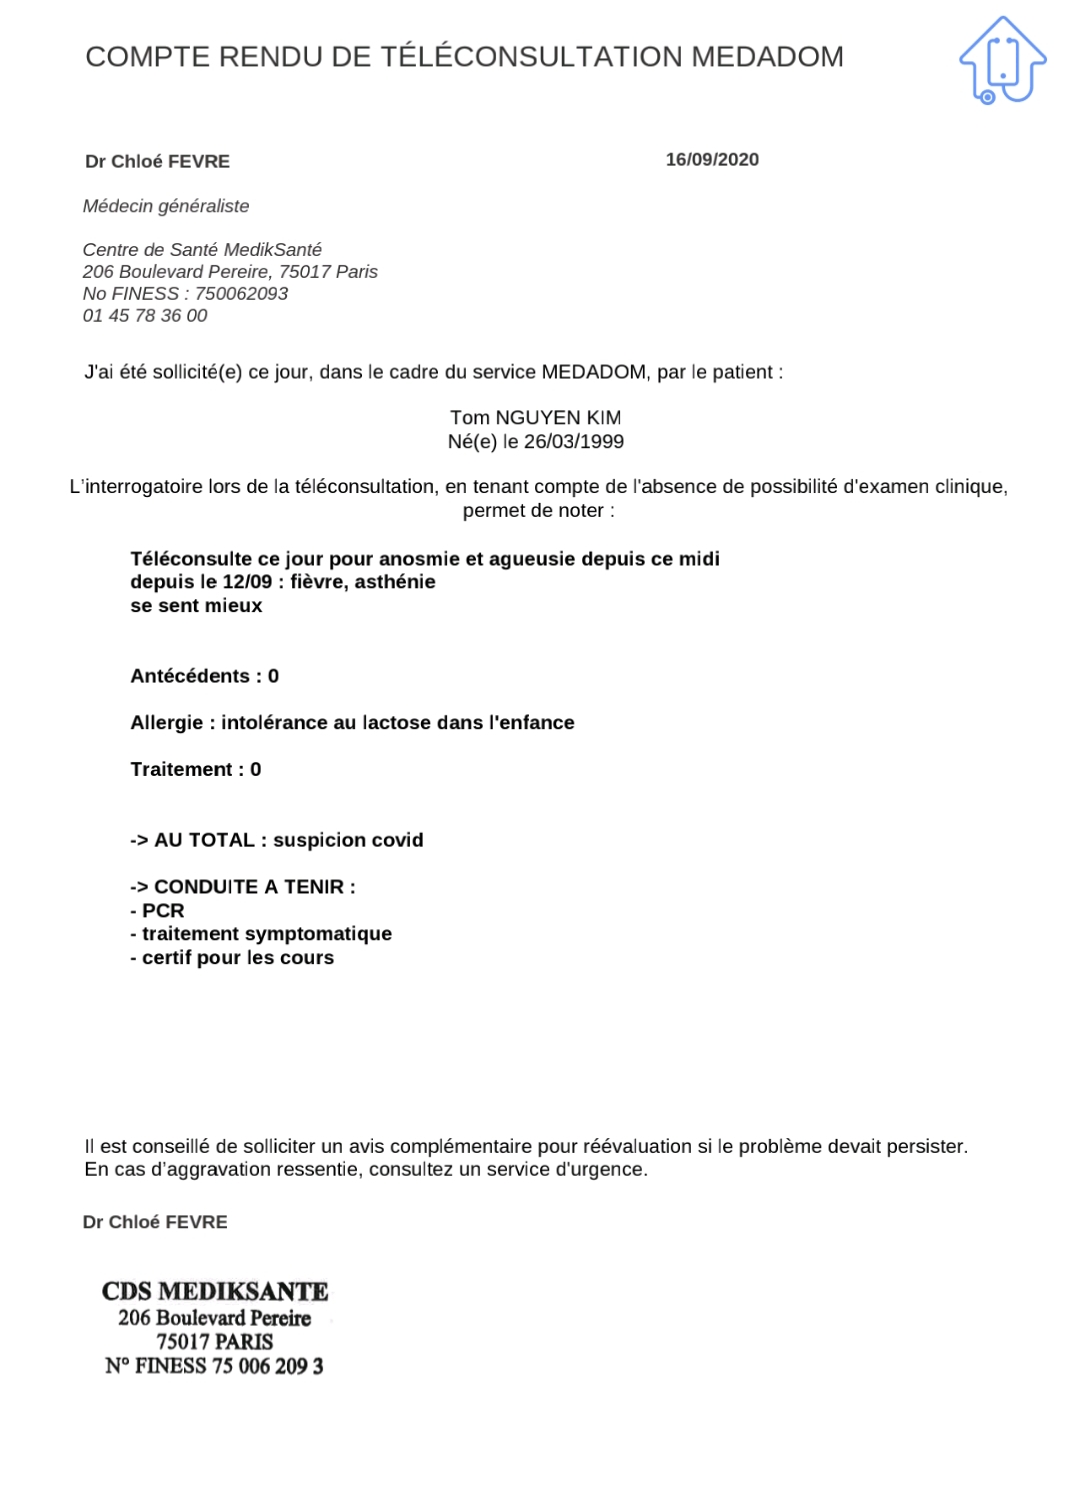 COMPTE RENDU DE TÉLÉCONSULTATION MEDADOM
Dr Chloé FEVRE
16/09/2020
Médecin généraliste
Centre de Santé MedikSanté
206 Boulevard Pereire, 75017 Paris
No FINESS : 750062093
01 45 78 36 00
J'ai été sollicité(e) ce jour, dans le cadre du service MEDADOM, par le patient :
Tom NGUYEN KIM
Né(e) le 26/03/1999
L'interrogatoire lors de la téléconsultation, en tenant compte de l'absence de possibilité d'examen clinique,
permet de noter :
Téléconsulte ce jour pour anosmie et agueusie depuis ce midi
depuis le 12/09 : fièvre, asthénie
se sent mieux
Antécédents : 0
Allergie : intolérance au lactose dans l'enfance
Traitement : 0
-> AU TOTAL : suspicion covid
-> CONDUITE A TENIR :
- PCR
- traitement symptomatique
- certif pour les cours
Il est conseillé de solliciter un avis complémentaire pour réévaluation si le problème devait persister.
En cas d’aggravation ressentie, consultez un service d'urgence.
Dr Chloé FEVRE
CDS MEDIKSANTE
206 Boulevard Pereire
75017 PARIS
N° FINESS 75 006 209 3